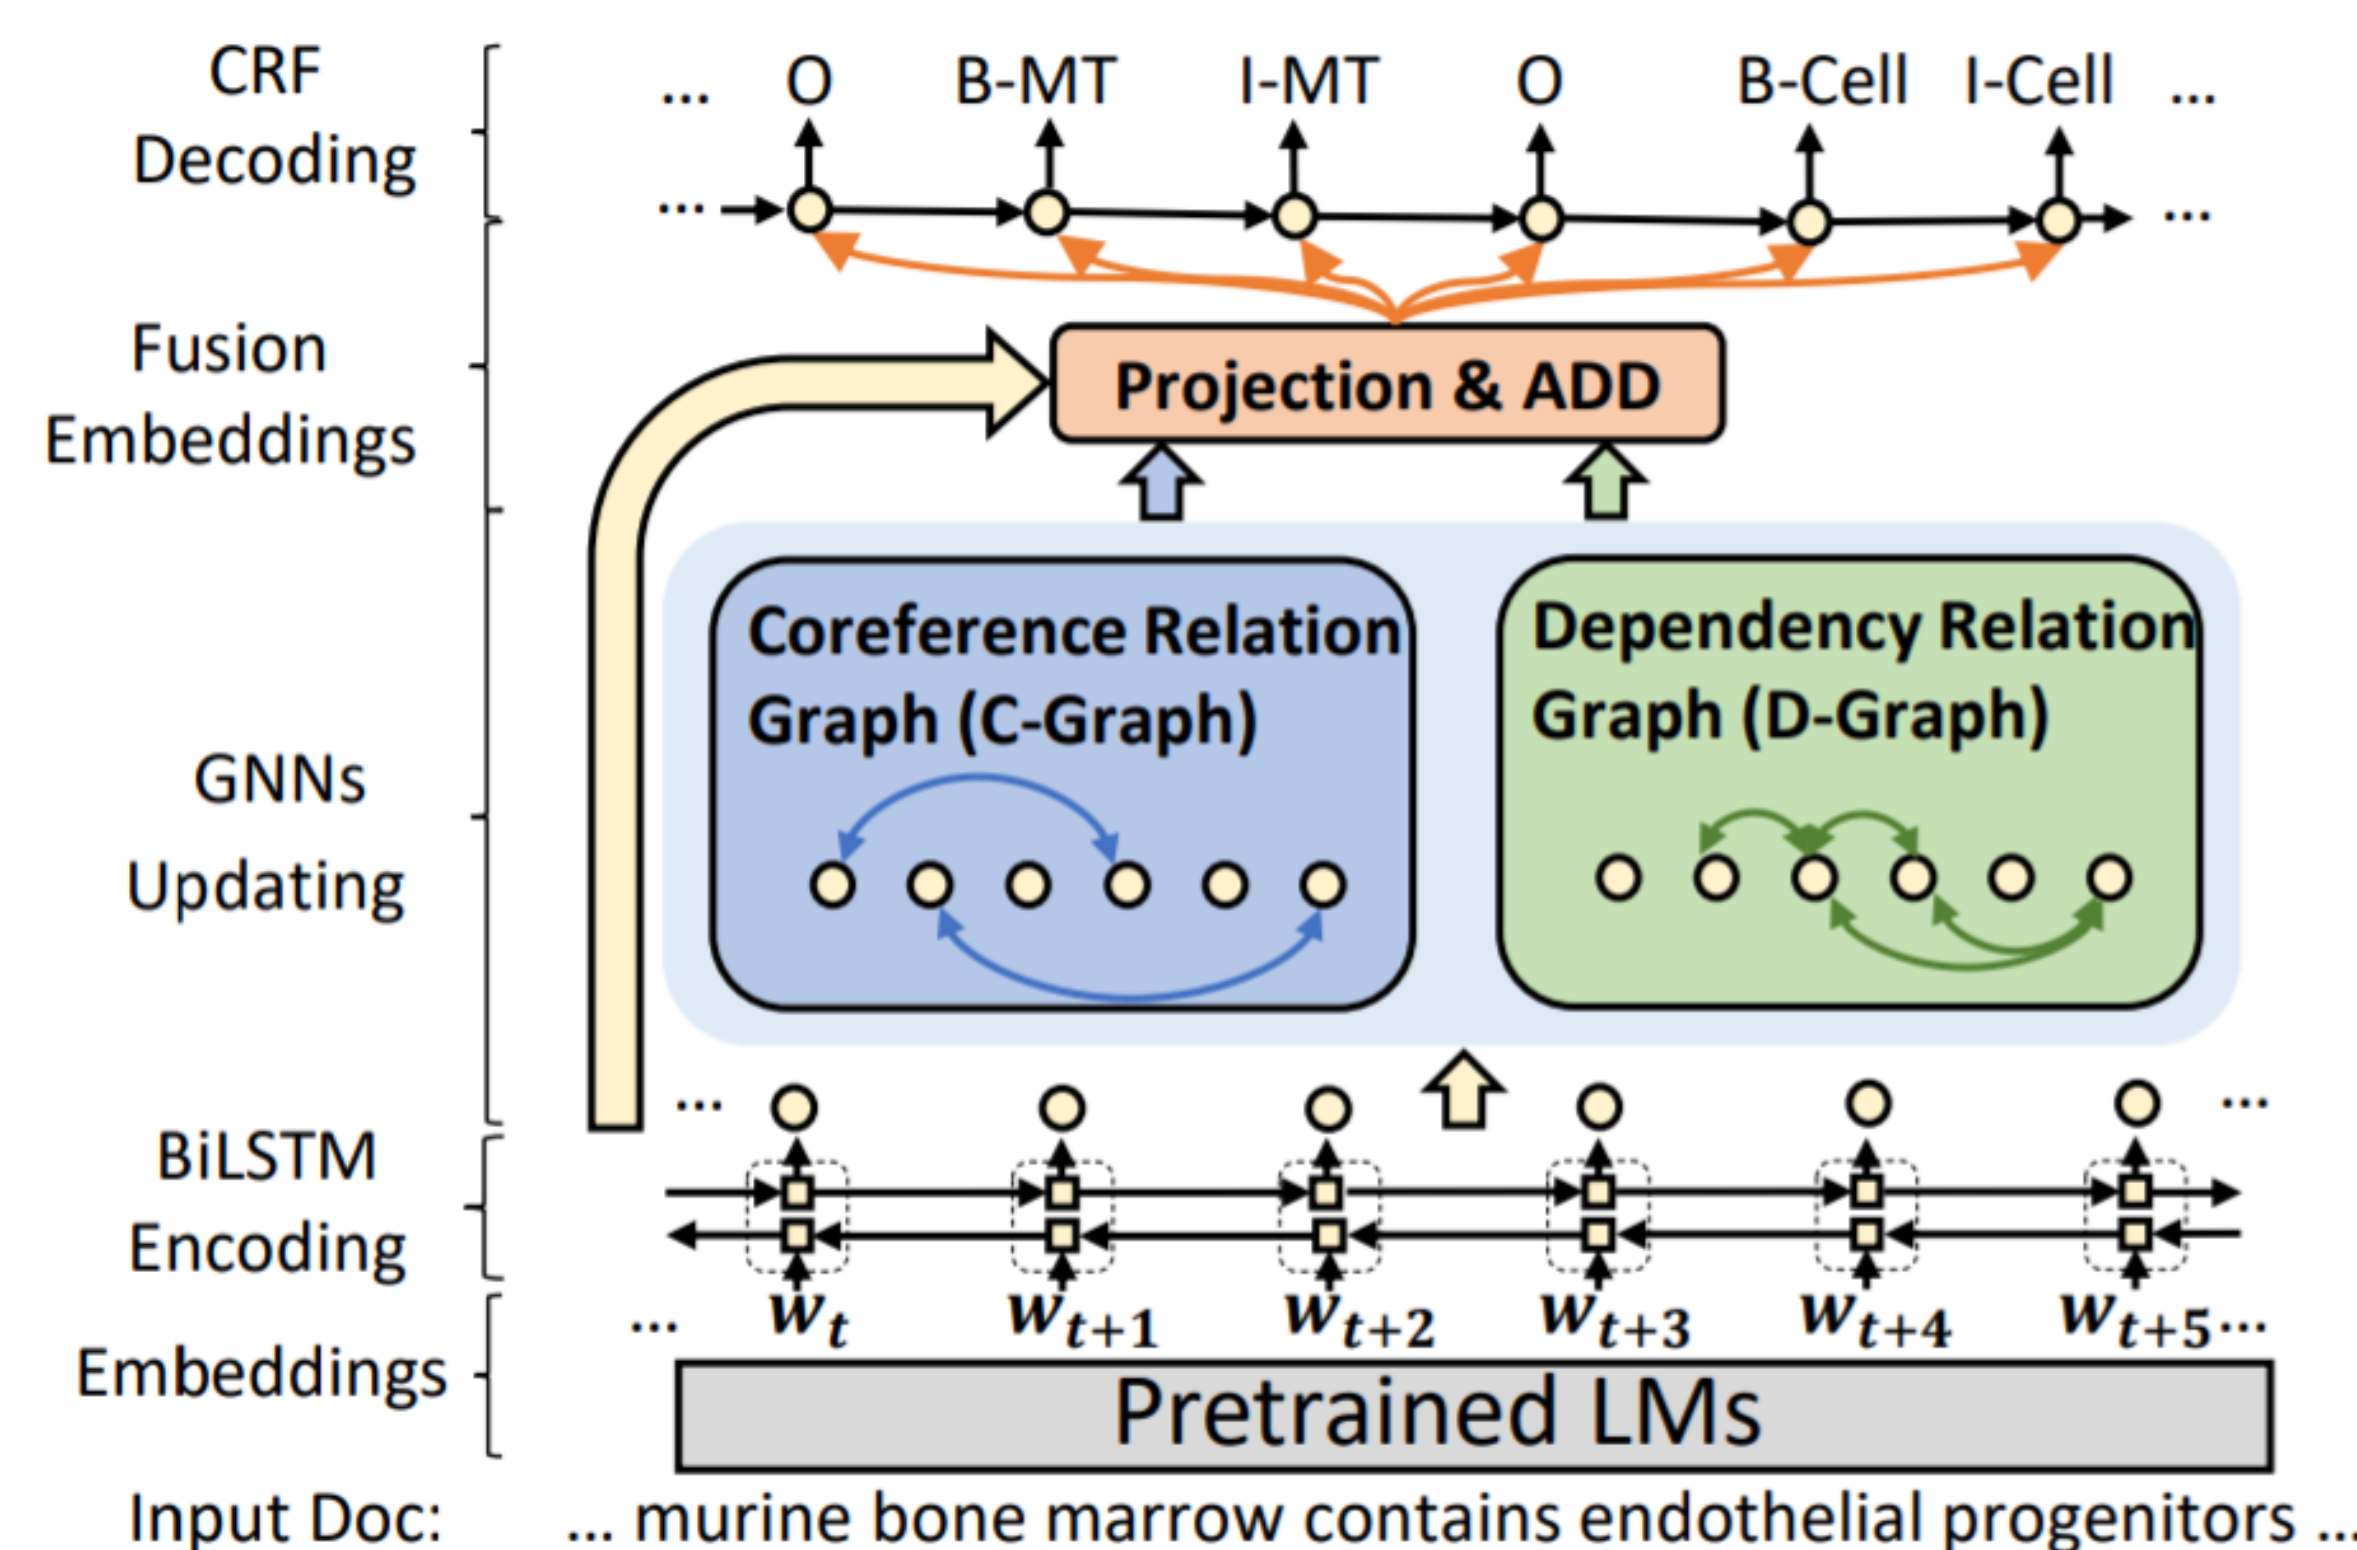 CRF
Decoding
... O B-MT I-MT O B-Cell I-Cell ...
... ...
Fusion
Embeddings
Projection & ADD
Coreference Relation
Graph (C-Graph)
Dependency Relation
Graph (D-Graph)
GNNs
Updating
... ...
BiLSTM
Encoding
... w_t w_{t+1} w_{t+2} w_{t+3} w_{t+4} w_{t+5} ...
Embeddings
Pretrained LMs
Input Doc: ... murine bone marrow contains endothelial progenitors ...